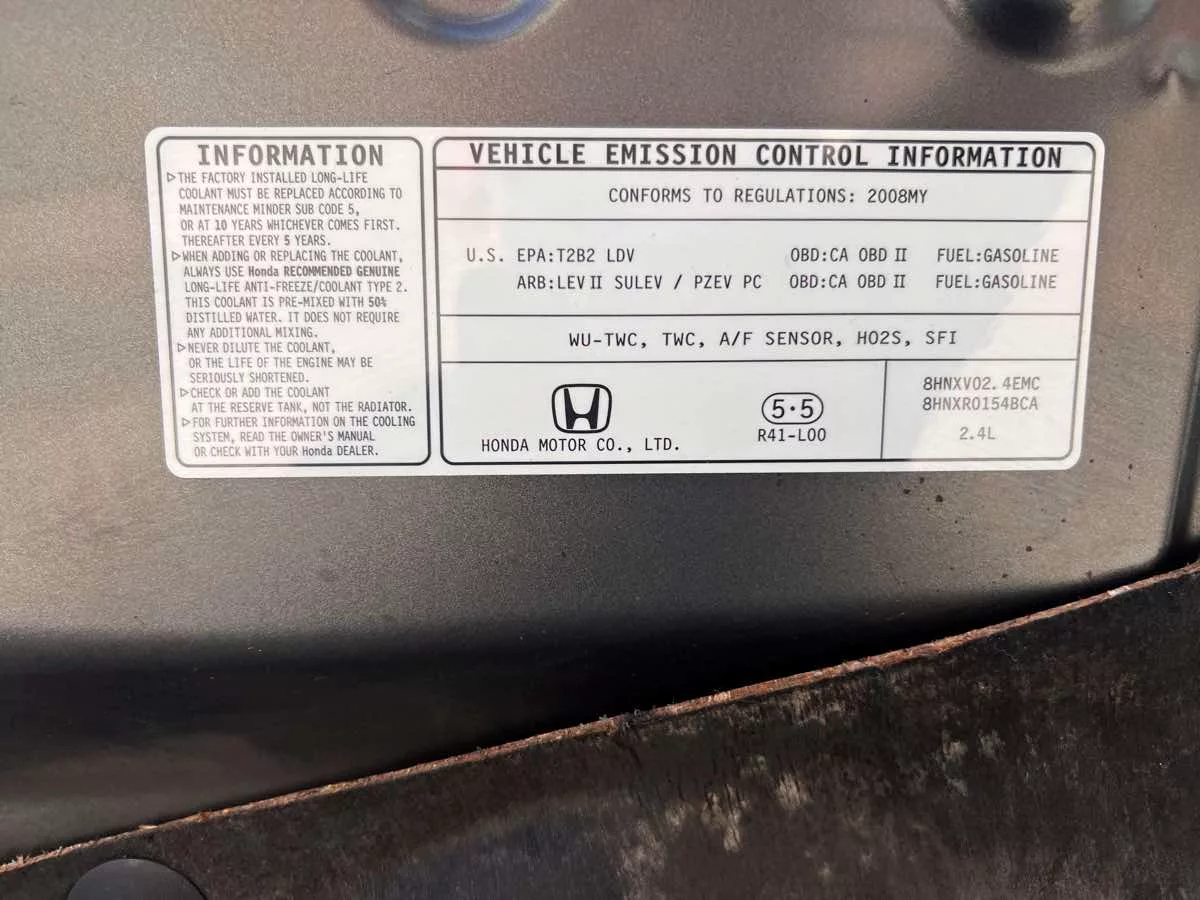 INFORMATION
▷THE FACTORY INSTALLED LONG-LIFE
COOLANT MUST BE REPLACED ACCORDING TO
MAINTENANCE MINDER SUB CODE 5,
OR AT 10 YEARS WHICHEVER COMES FIRST.
THEREAFTER EVERY 5 YEARS.
▷WHEN ADDING OR REPLACING THE COOLANT,
ALWAYS USE Honda RECOMMENDED GENUINE
LONG-LIFE ANTI-FREEZE/COOLANT TYPE 2.
THIS COOLANT IS PRE-MIXED WITH 50%
DISTILLED WATER. IT DOES NOT REQUIRE
ANY ADDITIONAL MIXING.
▷NEVER DILUTE THE COOLANT,
OR THE LIFE OF THE ENGINE MAY BE
SERIOUSLY SHORTENED.
▷CHECK OR ADD THE COOLANT
AT THE RESERVE TANK, NOT THE RADIATOR.
▷FOR FURTHER INFORMATION ON THE COOLING
SYSTEM, READ THE OWNER'S MANUAL
OR CHECK WITH YOUR Honda DEALER.
VEHICLE EMISSION CONTROL INFORMATION
CONFORMS TO REGULATIONS: 2008MY
U.S. EPA:T2B2 LDV OBD:CA OBD II FUEL:GASOLINE
ARB:LEV II SULEV / PZEV PC OBD:CA OBD II FUEL:GASOLINE
WU-TWC, TWC, A/F SENSOR, HO2S, SFI
HONDA MOTOR CO., LTD.
5·5
R41-L00
8HNXV02.4EMC
8HNXR0154BCA
2.4L